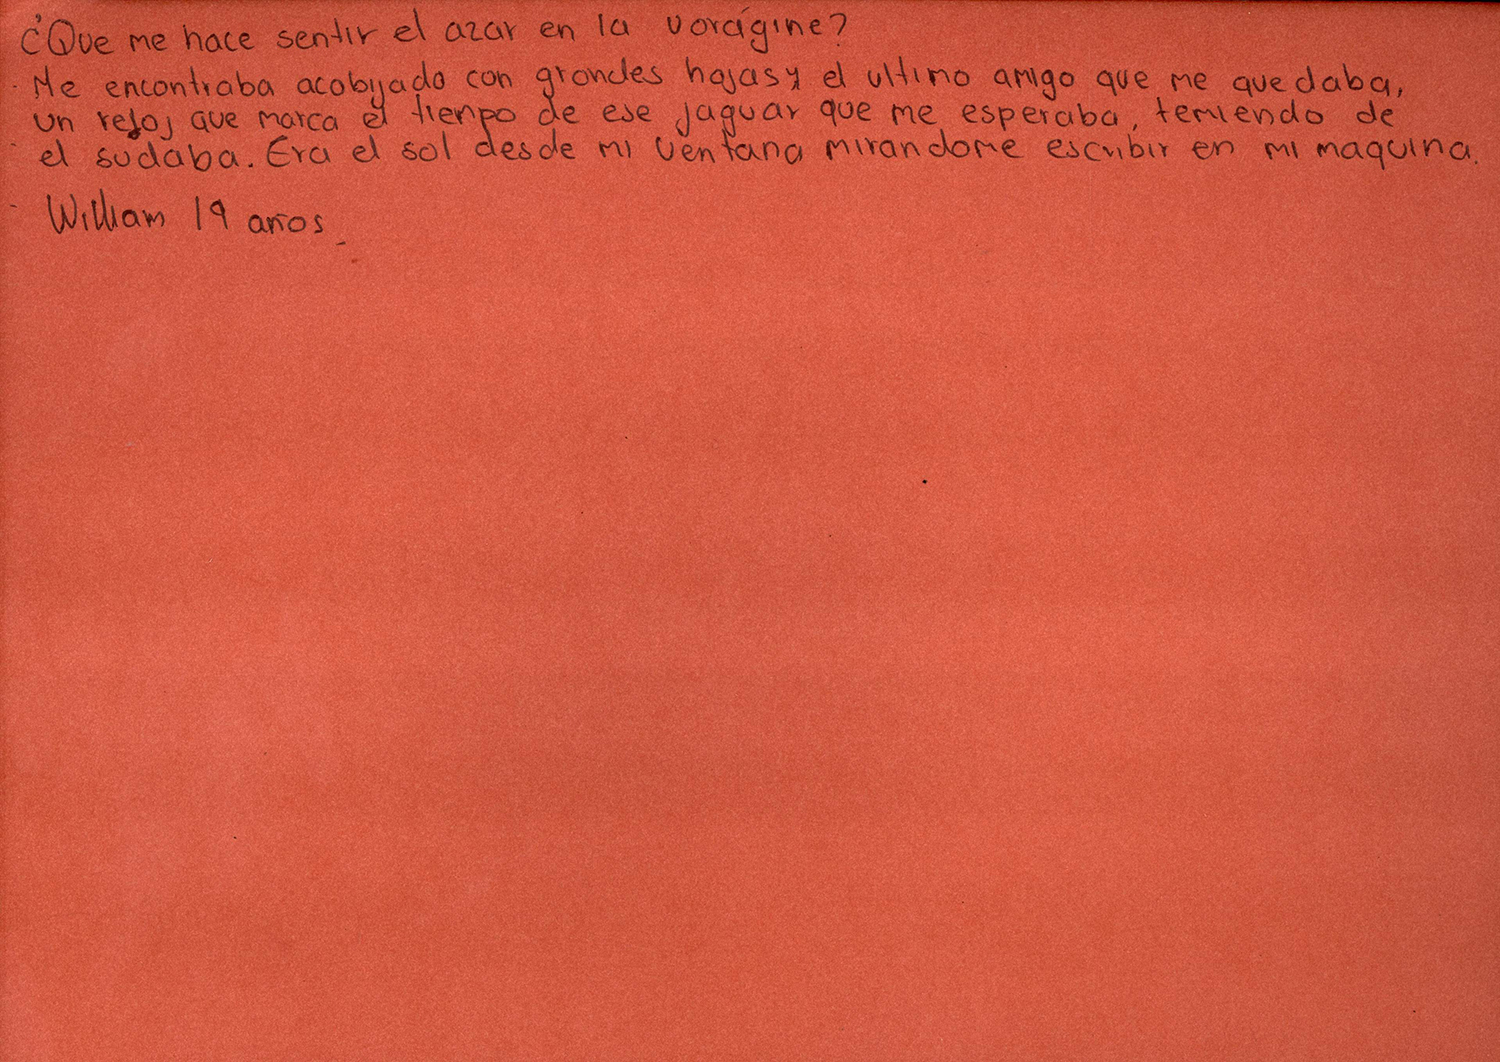 ¿Que me hace sentir el azar en la vorágine?
Me encontraba acobijado con grandes hojas y el ultimo amigo que me quedaba,
un reloj que marca el tiempo de ese jaguar que me esperaba, temiendo de
el sudaba. Era el sol desde mi ventana mirandome escribir en mi maquina.
William 19 años